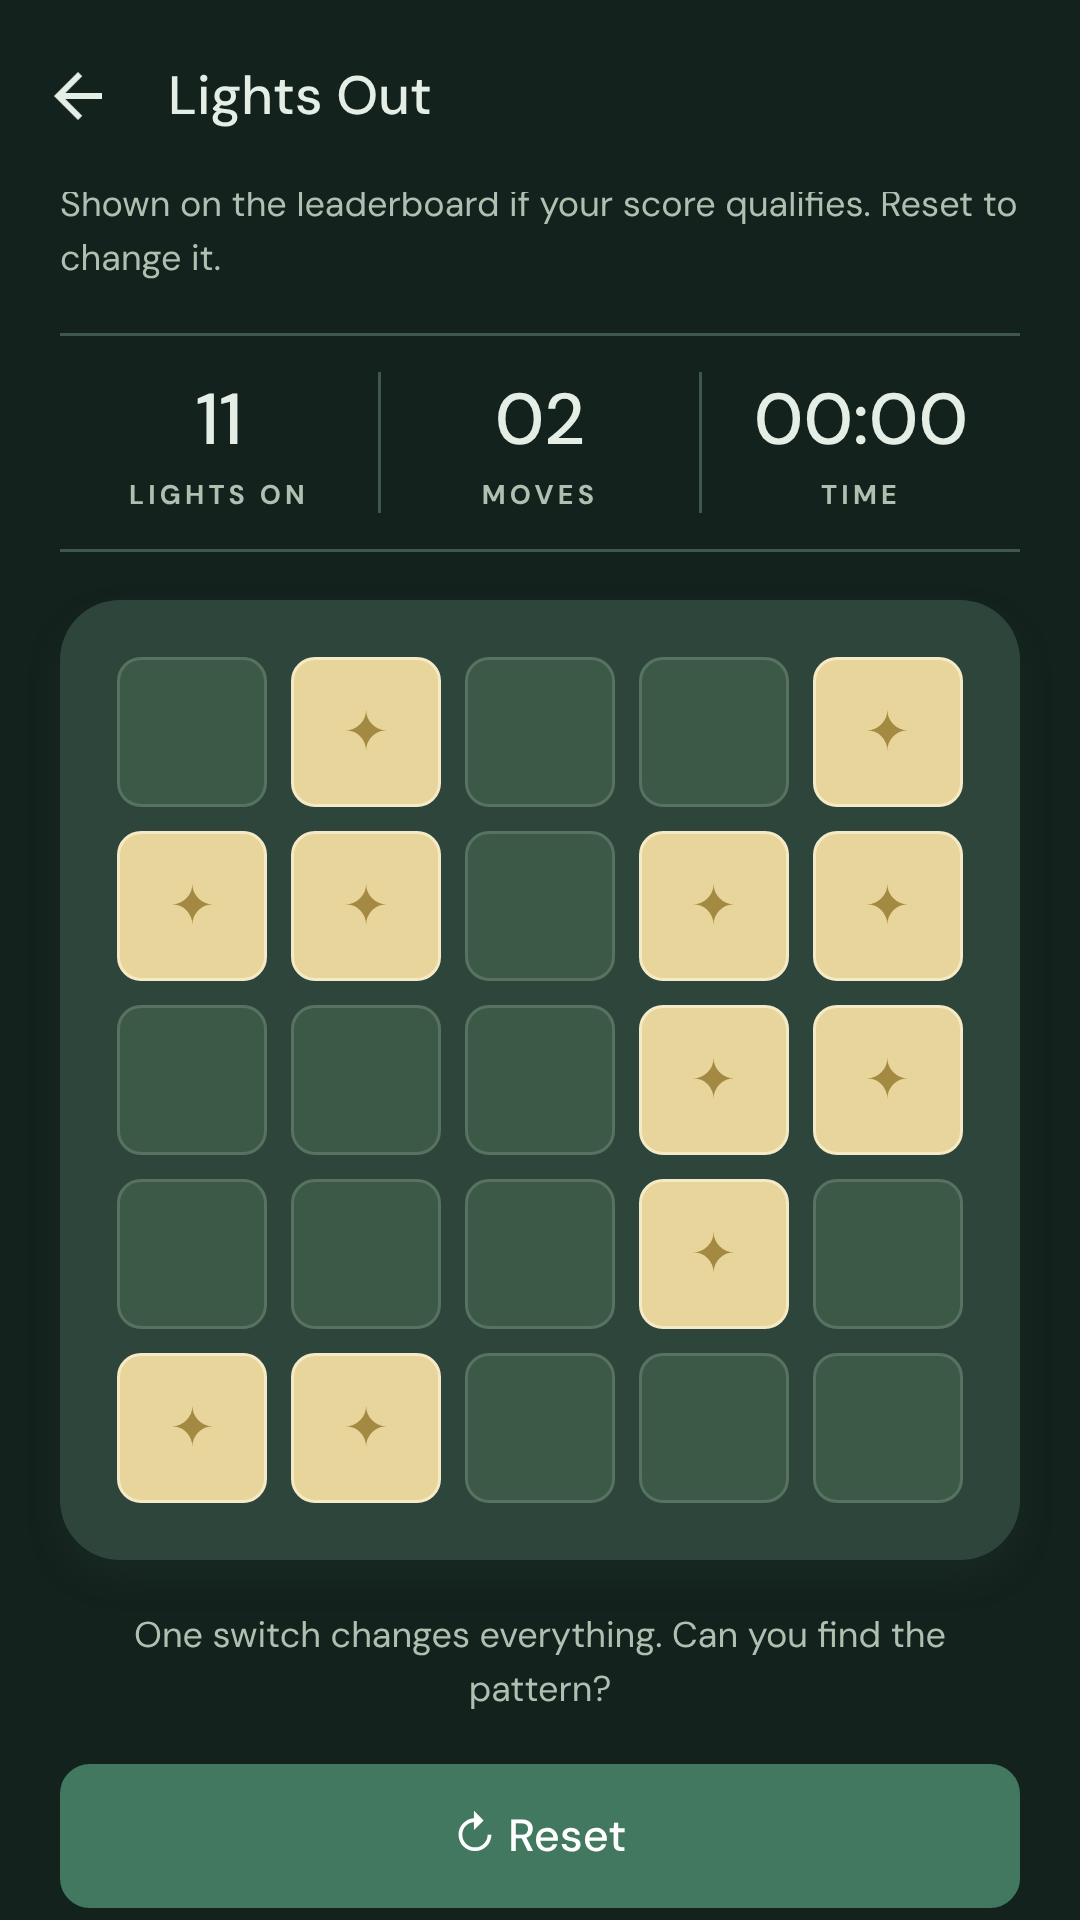 Lights Out
Shown on the leaderboard if your score qualifies. Reset to
change it.
11
LIGHTS ON
02
MOVES
00:00
TIME
One switch changes everything. Can you find the
pattern?
Reset